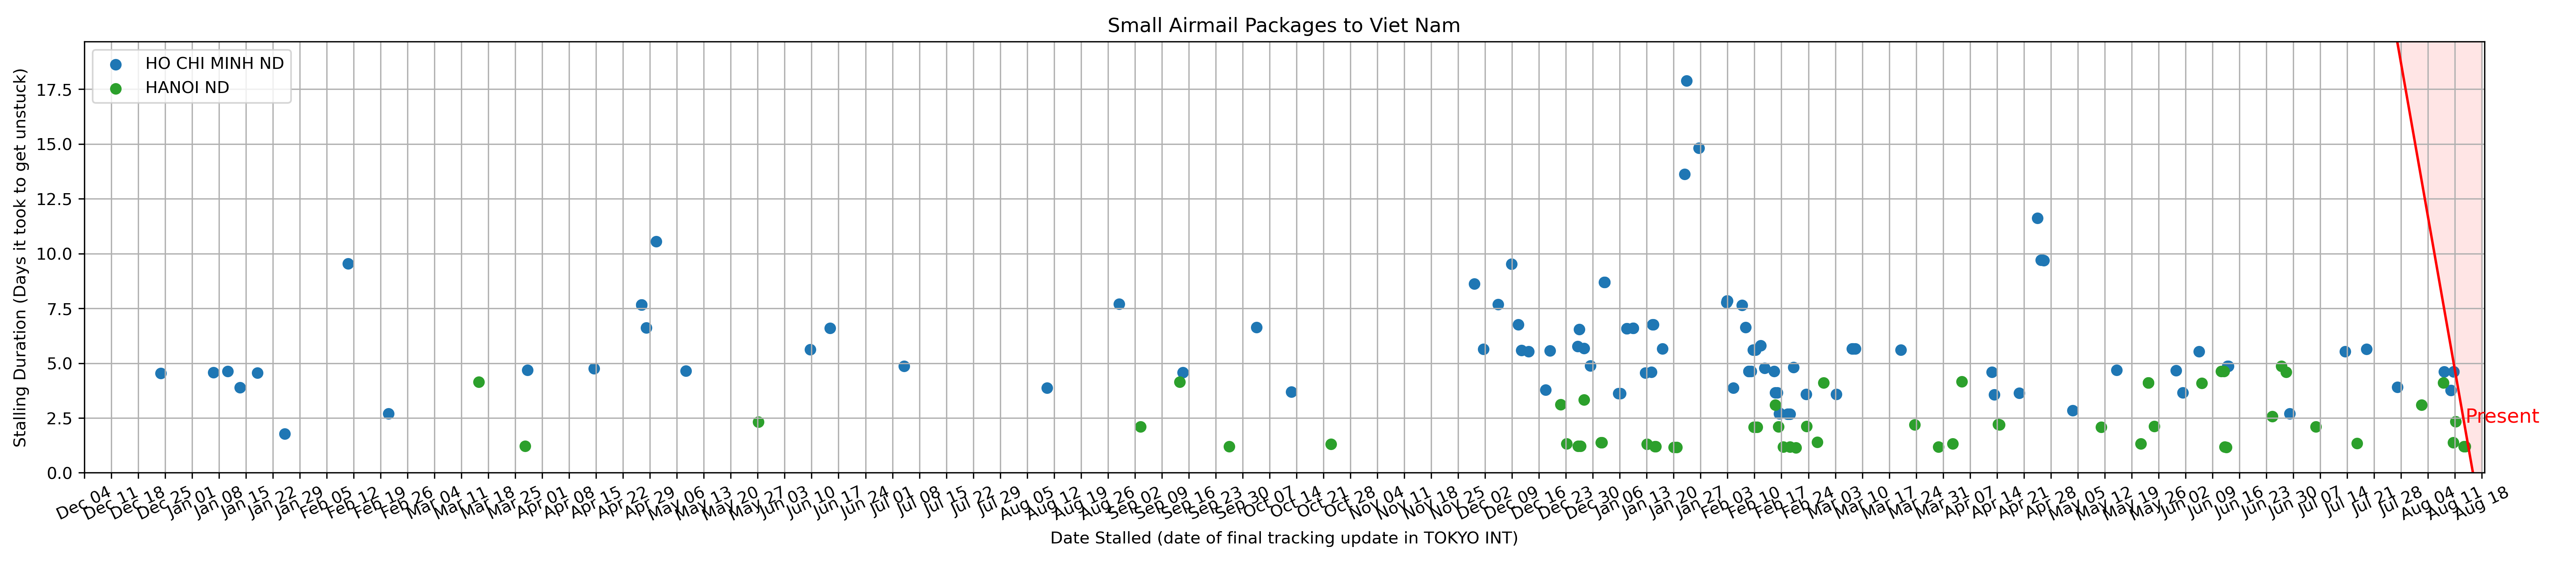 Small Airmail Packages to Viet Nam
HO CHI MINH ND
HANOI ND
Stalling Duration (Days it took to get unstuck)
17.5
15.0
12.5
10.0
7.5
5.0
2.5
0.0
Present
Dec 04
Dec 11
Dec 18
Dec 25
Jan 01
Jan 08
Jan 15
Jan 22
Jan 29
Feb 05
Feb 12
Feb 19
Feb 26
Mar 04
Mar 11
Mar 18
Mar 25
Apr 01
Apr 08
Apr 15
Apr 22
Apr 29
May 06
May 13
May 20
May 27
Jun 03
Jun 10
Jun 17
Jun 24
Jul 01
Jul 08
Jul 15
Jul 22
Jul 29
Aug 05
Aug 12
Aug 19
Aug 26
Sep 02
Sep 09
Sep 16
Sep 23
Sep 30
Oct 07
Oct 14
Oct 21
Oct 28
Nov 04
Nov 11
Nov 18
Nov 25
Dec 02
Dec 09
Dec 16
Dec 23
Dec 30
Jan 06
Jan 13
Jan 20
Jan 27
Feb 03
Feb 10
Feb 17
Feb 24
Mar 03
Mar 10
Mar 17
Mar 24
Mar 31
Apr 07
Apr 14
Apr 21
Apr 28
May 05
May 12
May 19
May 26
Jun 02
Jun 09
Jun 16
Jun 23
Jun 30
Jul 07
Jul 14
Jul 21
Jul 28
Aug 04
Aug 11
Aug 18
Date Stalled (date of final tracking update in TOKYO INT)